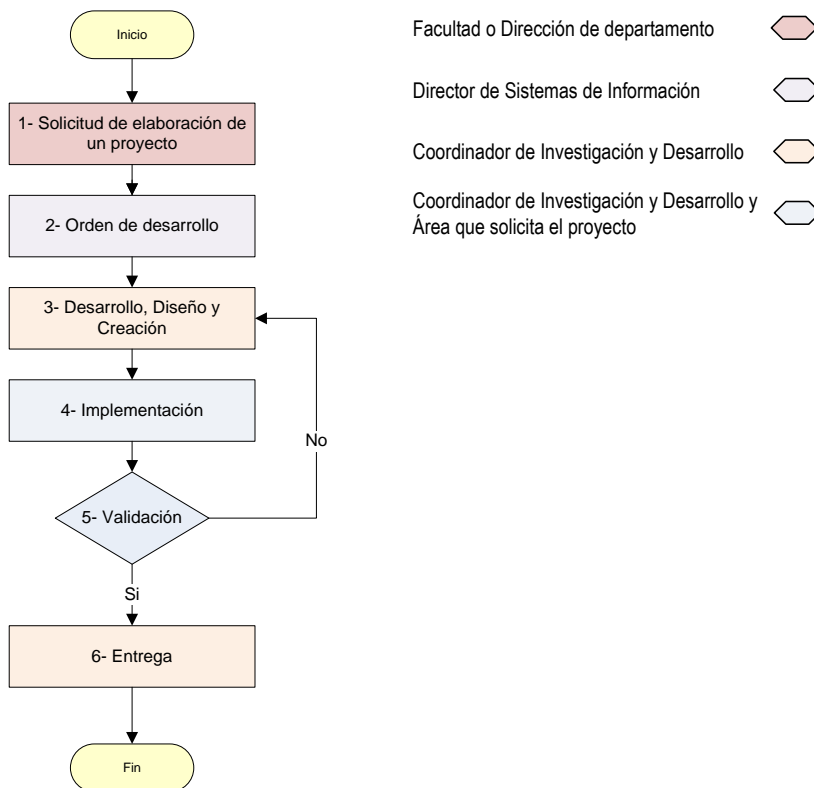 Inicio
1- Solicitud de elaboración de
un proyecto
2- Orden de desarrollo
3- Desarrollo, Diseño y
Creación
4- Implementación
No
5- Validación
Si
6- Entrega
Fin
Facultad o Dirección de departamento
Director de Sistemas de Información
Coordinador de Investigación y Desarrollo
Coordinador de Investigación y Desarrollo y
Área que solicita el proyecto